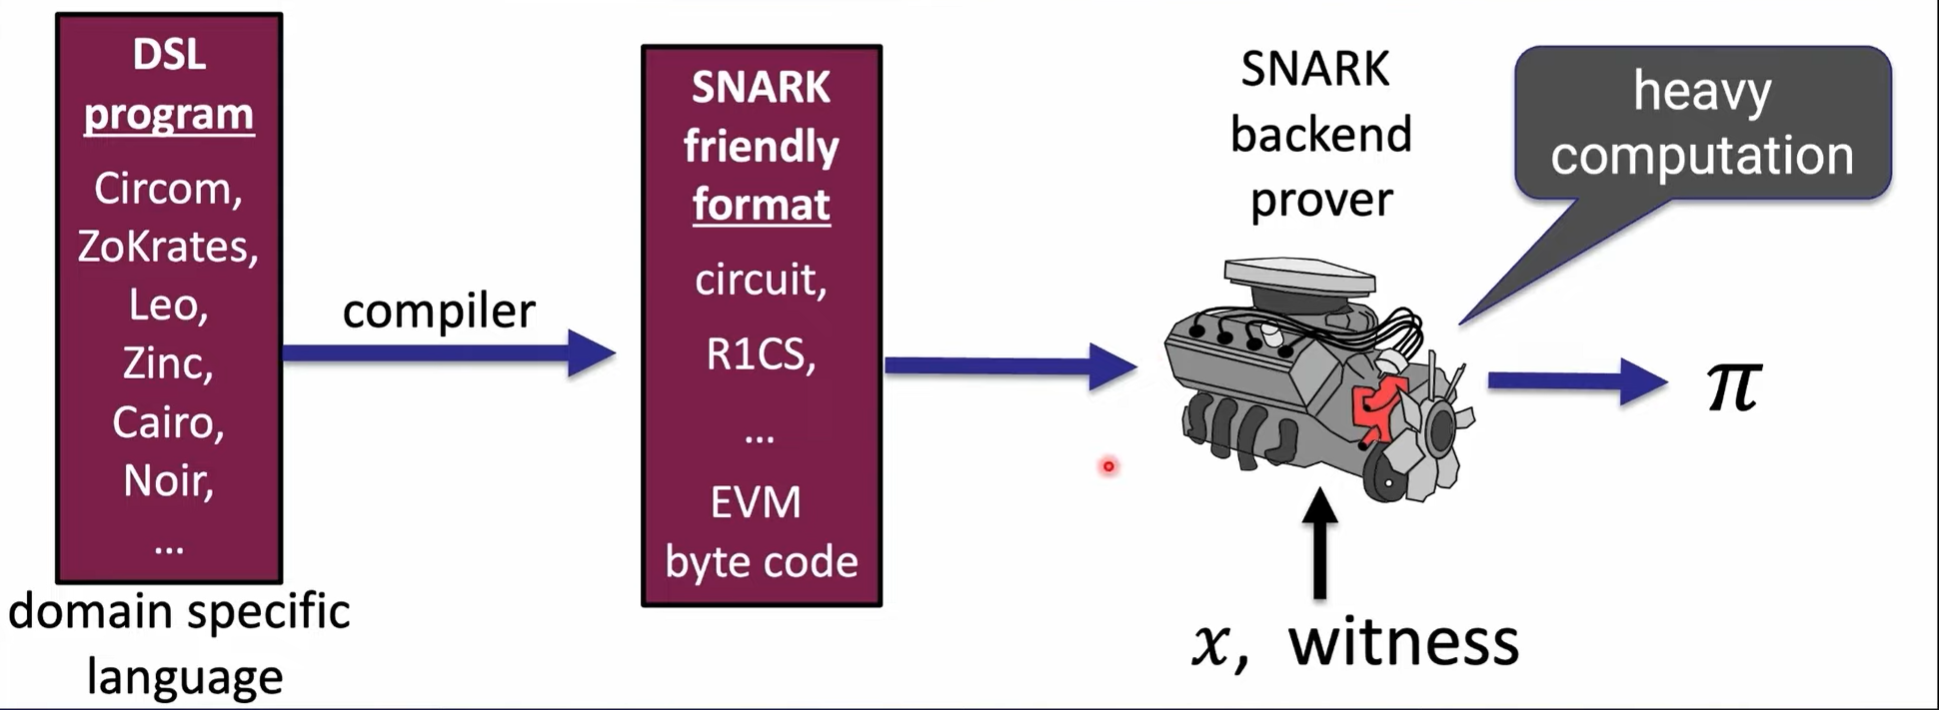 DSL
program
Circom,
ZoKrates,
Leo,
Zinc,
Cairo,
Noir,
...
domain specific
language
compiler
SNARK
friendly
format
circuit,
R1CS,
...
EVM
byte code
SNARK
backend
prover
heavy
computation
π
x, witness